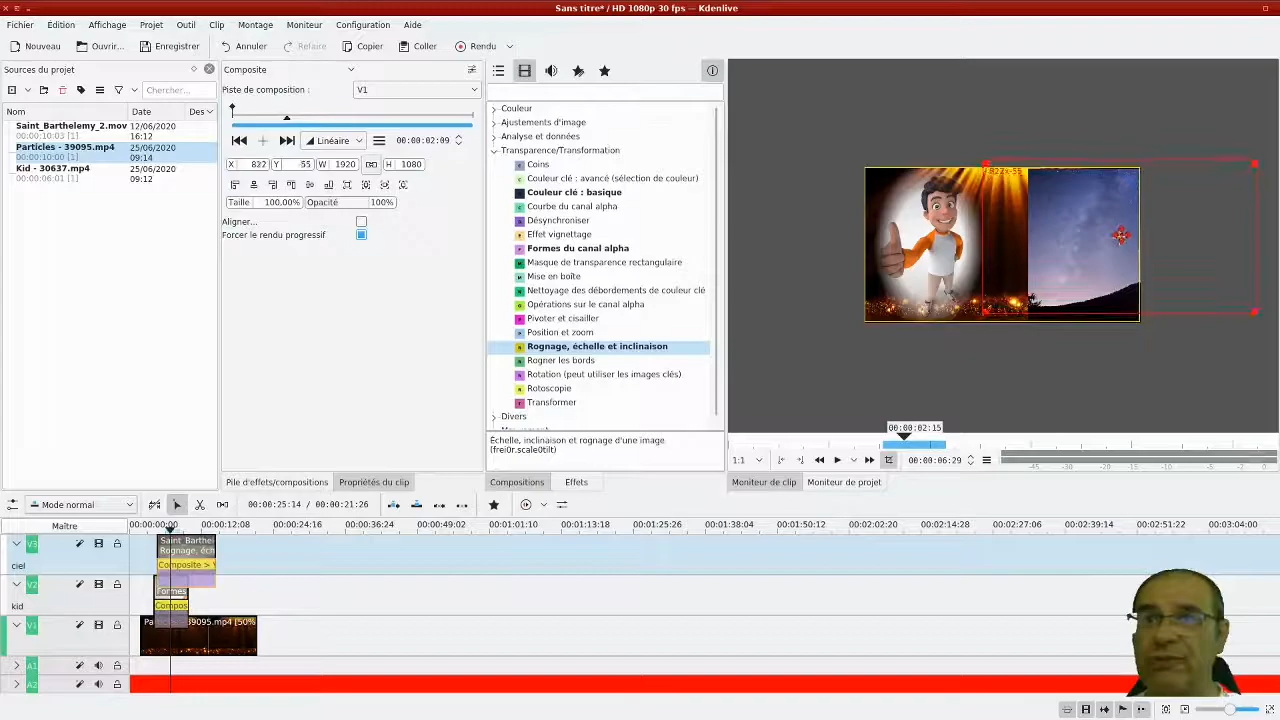 Sans titre* / HD 1080p 30 fps — Kdenlive
Fichier Édition Affichage Projet Outil Clip Montage Moniteur Configuration Aide
Nouveau Ouvrir... Enregistrer Annuler Refaire Copier Coller Rendu
Sources du projet
Chercher...
Nom Date Des
Saint_Barthelemy_2.mov 12/06/2020
00:00:10:03 [1] 16:12
Particles - 39095.mp4 25/06/2020
00:00:10:00 [1] 09:14
Kid - 30637.mp4 25/06/2020
00:00:06:01 [1] 09:12
Composite
Piste de composition : V1
Linéaire 00:00:02:09
X 822 Y -55 W 1920 H 1080
Taille 100,00% Opacité 100%
Aligner...
Forcer le rendu progressif
Pile d'effets/compositions Propriétés du clip
Couleur
Ajustements d'image
Analyse et données
Transparence/Transformation
Coins
Couleur clé : avancé (sélection de couleur)
Couleur clé : basique
Courbe du canal alpha
Désynchroniser
Effet vignettage
Formes du canal alpha
Masque de transparence rectangulaire
Mise en boîte
Nettoyage des débordements de couleur clé
Opérations sur le canal alpha
Pivoter et cisailler
Position et zoom
Rognage, échelle et inclinaison
Rogner les bords
Rotation (peut utiliser les images clés)
Rotoscopie
Transformer
Divers
Échelle, inclinaison et rognage d'une image
(frei0r.scale0tilt)
Compositions Effets
822x-55
00:00:02:15
1:1 00:00:06:29
-45 -30 -20 -15 -10 -5 -2 0
Moniteur de clip Moniteur de projet
Mode normal 00:00:25:14 / 00:00:21:26
Maître 00:00:00:00 00:00:12:08 00:00:24:16 00:00:36:24 00:00:49:02 00:01:01:10 00:01:13:18 00:01:25:26 00:01:38:04 00:01:50:12 00:02:02:20 00:02:14:28 00:02:27:06 00:02:39:14 00:02:51:22 00:03:04:00
V3 Saint_Barthe
Rognage, éch
ciel Composite >
V2 Formes
kid Compos
V1 39095.mp4 [50%
A1
A2